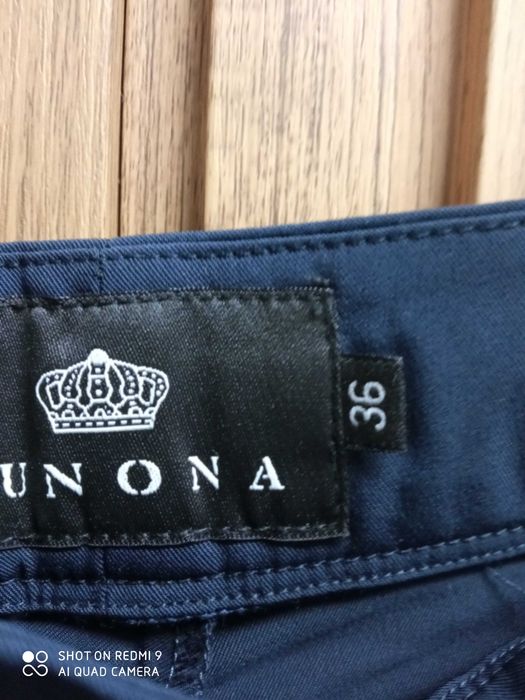 UNONA
36
SHOT ON REDMI 9
AI QUAD CAMERA